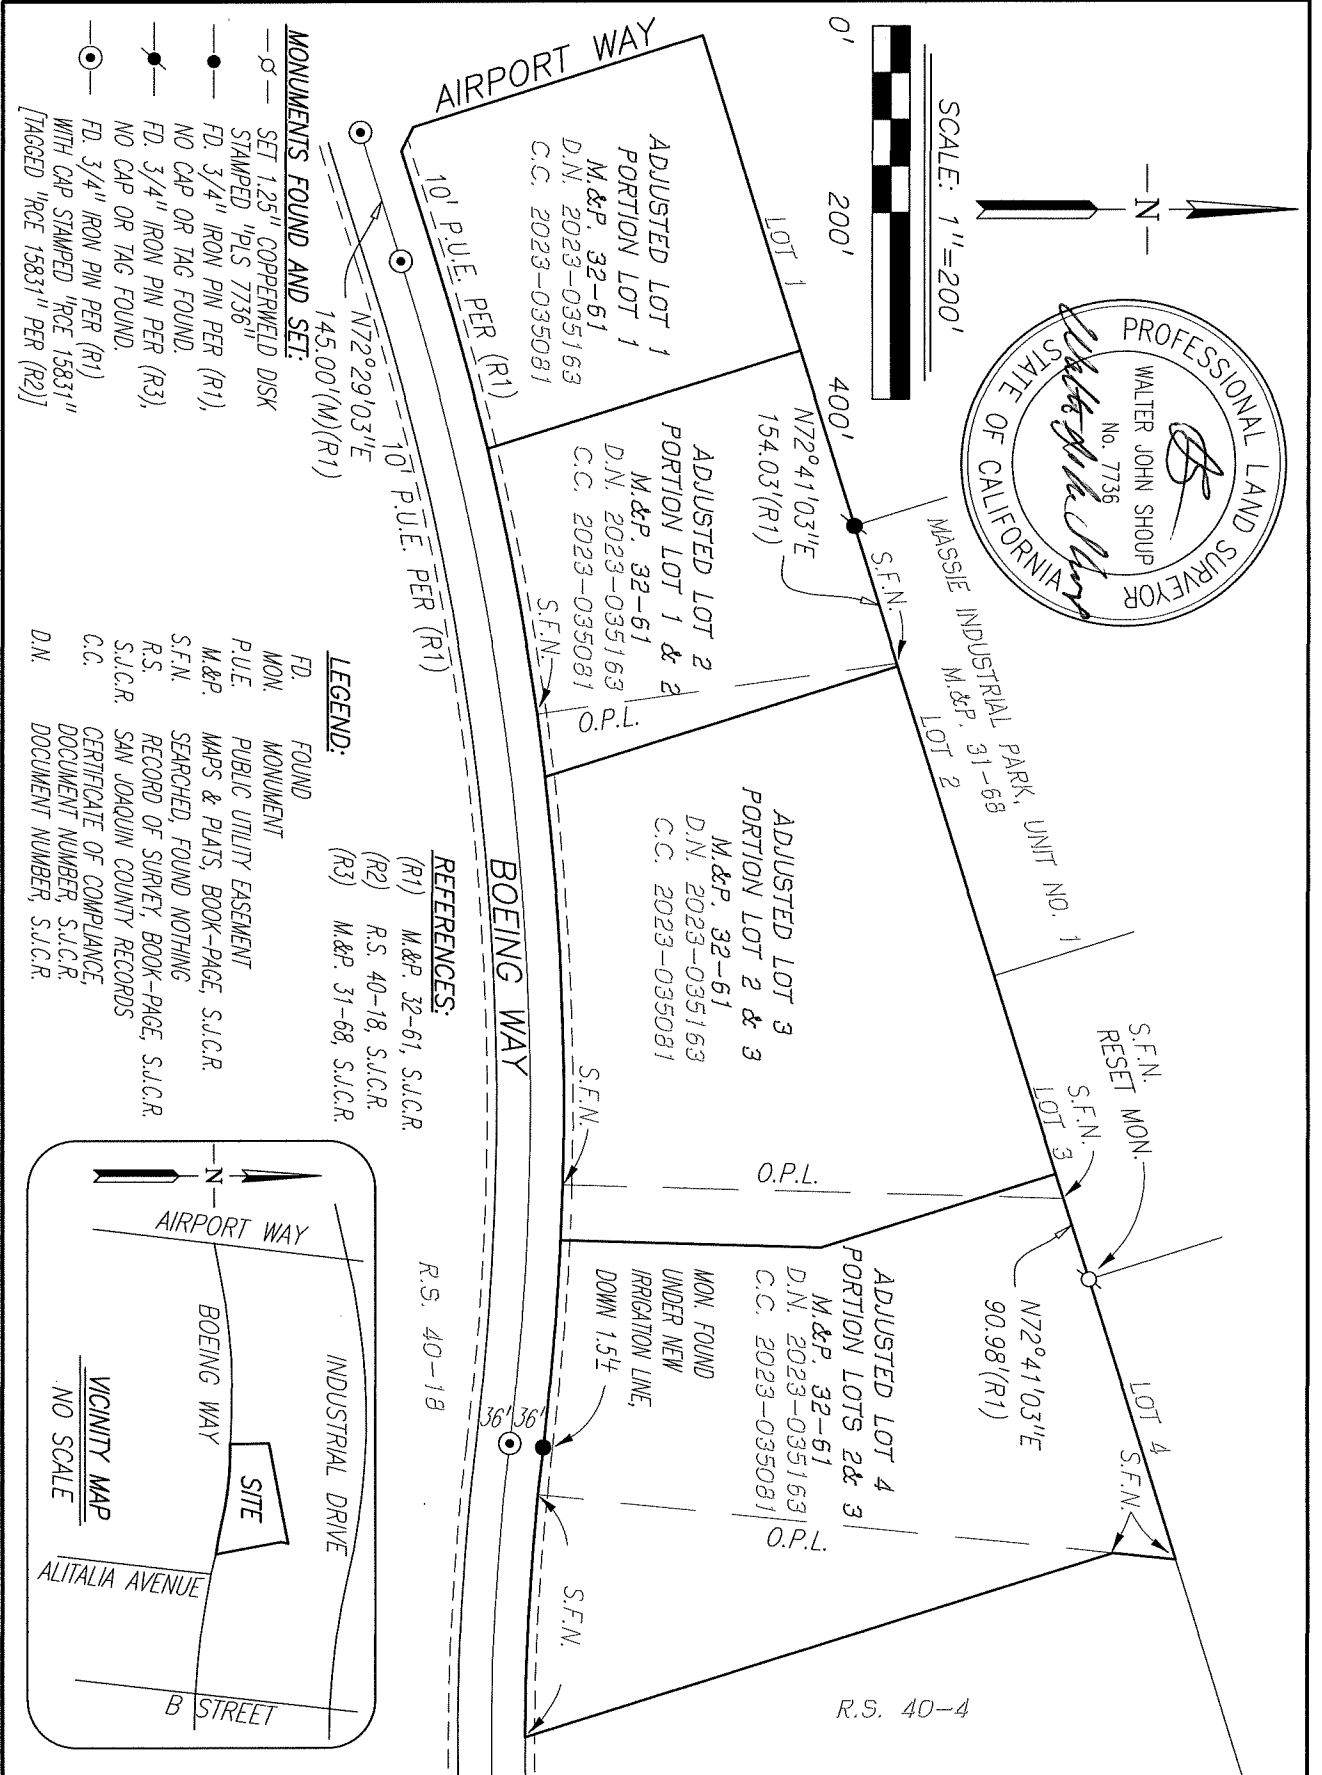 SCALE: 1"=200'
0'
200'
400'
—N—
PROFESSIONAL LAND SURVEYOR
WALTER JOHN SHOUP
No. 7736
STATE OF CALIFORNIA
MASSIE INDUSTRIAL PARK, UNIT NO. 1
M.&P. 31-68
LOT 1
LOT 2
LOT 3
LOT 4
S.F.N.
RESET MON.
S.F.N.
S.F.N.
S.F.N.
N72°41'03"E
154.03'(R1)
N72°41'03"E
90.98'(R1)
AIRPORT WAY
ADJUSTED LOT 1
PORTION LOT 1
M.&P. 32-61
D.N. 2023-035163
C.C. 2023-035081
ADJUSTED LOT 2
PORTION LOT 1 & 2
M.&P. 32-61
D.N. 2023-035163
C.C. 2023-035081
ADJUSTED LOT 3
PORTION LOT 2 & 3
M.&P. 32-61
D.N. 2023-035163
C.C. 2023-035081
ADJUSTED LOT 4
PORTION LOTS 2& 3
M.&P. 32-61
D.N. 2023-035163
C.C. 2023-035081
O.P.L.
O.P.L.
O.P.L.
R.S. 40-4
MON. FOUND
UNDER NEW
IRRIGATION LINE,
DOWN 1.5'±
S.F.N.
S.F.N.
S.F.N.
10' P.U.E. PER (R1)
10' P.U.E. PER (R1)
N72°29'03"E
145.00'(M)(R1)
BOEING WAY
36'
36'
R.S. 40-18
MONUMENTS FOUND AND SET:
SET 1.25" COPPERWELD DISK
STAMPED "PLS 7736"
FD. 3/4" IRON PIN PER (R1),
NO CAP OR TAG FOUND.
FD. 3/4" IRON PIN PER (R3),
NO CAP OR TAG FOUND.
FD. 3/4" IRON PIN PER (R1)
WITH CAP STAMPED "RCE 15831"
[TAGGED "RCE 15831" PER (R2)]
LEGEND:
FD. FOUND
MON. MONUMENT
P.U.E. PUBLIC UTILITY EASEMENT
M.&P. MAPS & PLATS, BOOK-PAGE, S.J.C.R.
S.F.N. SEARCHED, FOUND NOTHING
R.S. RECORD OF SURVEY, BOOK-PAGE, S.J.C.R.
S.J.C.R. SAN JOAQUIN COUNTY RECORDS
C.C. CERTIFICATE OF COMPLIANCE,
DOCUMENT NUMBER, S.J.C.R.
D.N. DOCUMENT NUMBER, S.J.C.R.
REFERENCES:
(R1) M.&P. 32-61, S.J.C.R.
(R2) R.S. 40-18, S.J.C.R.
(R3) M.&P. 31-68, S.J.C.R.
—N—
AIRPORT WAY
INDUSTRIAL DRIVE
BOEING WAY
SITE
ALITALIA AVENUE
B STREET
VICINITY MAP
NO SCALE